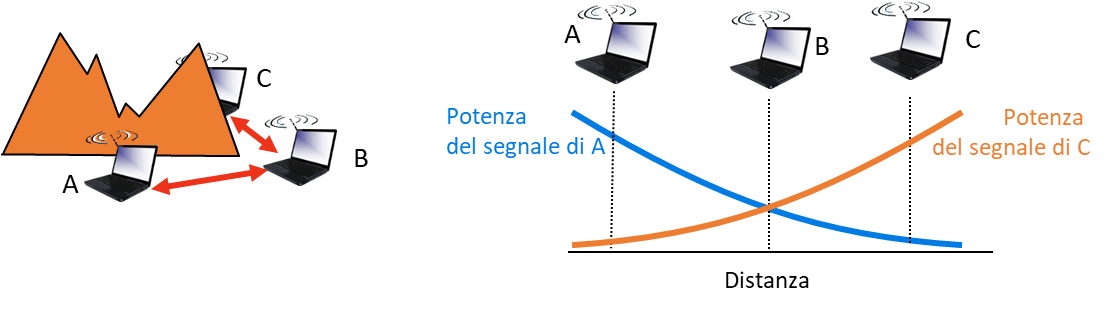 C
B
A
A
B
C
Potenza
del segnale di A
Potenza
del segnale di C
Distanza